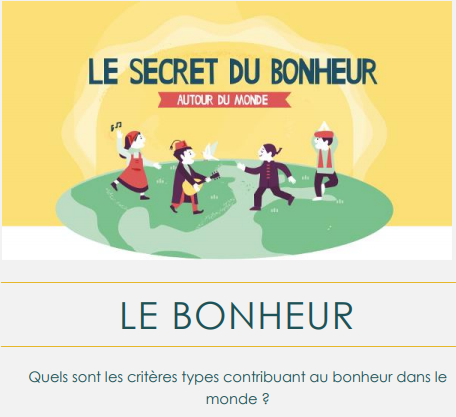 LE SECRET DU BONHEUR
AUTOUR DU MONDE
LE BONHEUR
Quels sont les critères types contribuant au bonheur dans le
monde ?